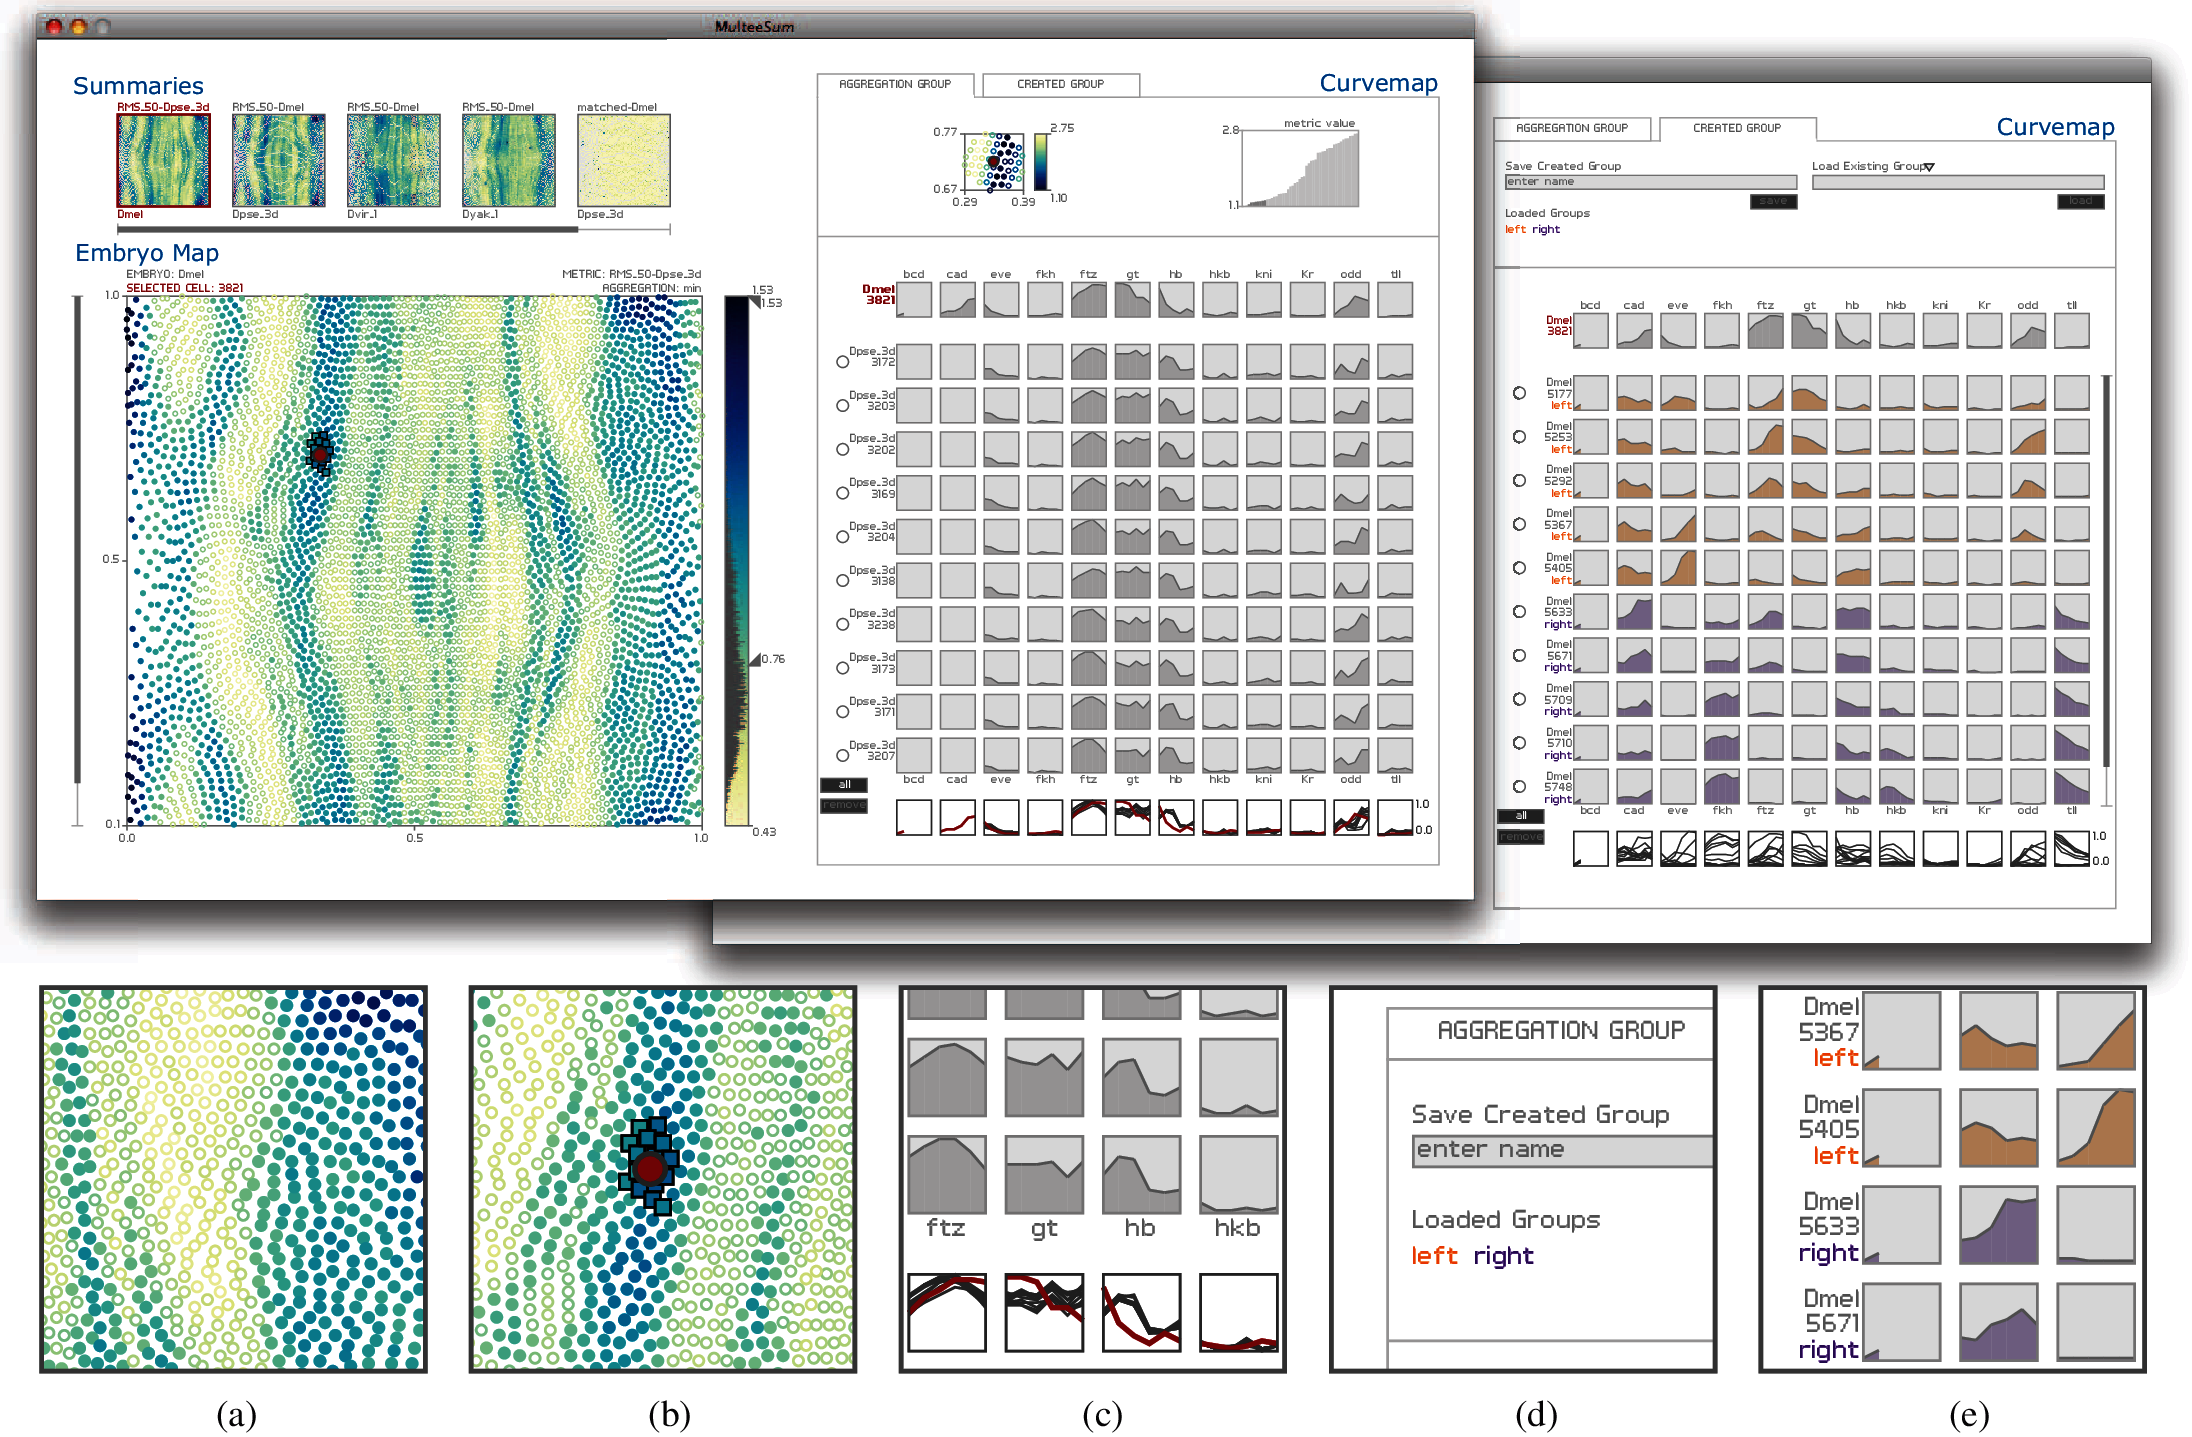 MulteeSum
Summaries
RMS_50-Dpse_3d RMS_50-Dmel RMS_50-Dmel RMS_50-Dmel matched-Dmel
Dmel Dpse_3d Dvir_1 Dyak_1 Dpse_3d
Embryo Map
EMBRYO: Dmel METRIC: RMS_50-Dpse_3d
SELECTED CELL: 3821 AGGREGATION: min
1.0
0.5
0.1
0.0 0.5 1.0
1.53
1.53
0.76
0.43
AGGREGATION GROUP CREATED GROUP Curvemap
0.77
0.67
0.29 0.39
2.75
1.10
metric value
2.8
1.1
bcd cad eve fkh ftz gt hb hkb kni Kr odd tll
Dmel
3821
Dpse_3d
3172
Dpse_3d
3203
Dpse_3d
3202
Dpse_3d
3169
Dpse_3d
3204
Dpse_3d
3138
Dpse_3d
3238
Dpse_3d
3173
Dpse_3d
3171
Dpse_3d
3207
bcd cad eve fkh ftz gt hb hkb kni Kr odd tll
all
remove
1.0
0.0
AGGREGATION GROUP CREATED GROUP Curvemap
Save Created Group Load Existing Group
enter name
save load
Loaded Groups
left right
bcd cad eve fkh ftz gt hb hkb kni Kr odd tll
Dmel
3821
Dmel
5177
left
Dmel
5253
left
Dmel
5292
left
Dmel
5367
left
Dmel
5405
left
Dmel
5633
right
Dmel
5671
right
Dmel
5709
right
Dmel
5710
right
Dmel
5748
right
bcd cad eve fkh ftz gt hb hkb kni Kr odd tll
all
remove
1.0
0.0
ftz gt hb hkb
AGGREGATION GROUP
Save Created Group
enter name
Loaded Groups
left right
Dmel
5367
left
Dmel
5405
left
Dmel
5633
right
Dmel
5671
right
(a) (b) (c) (d) (e)